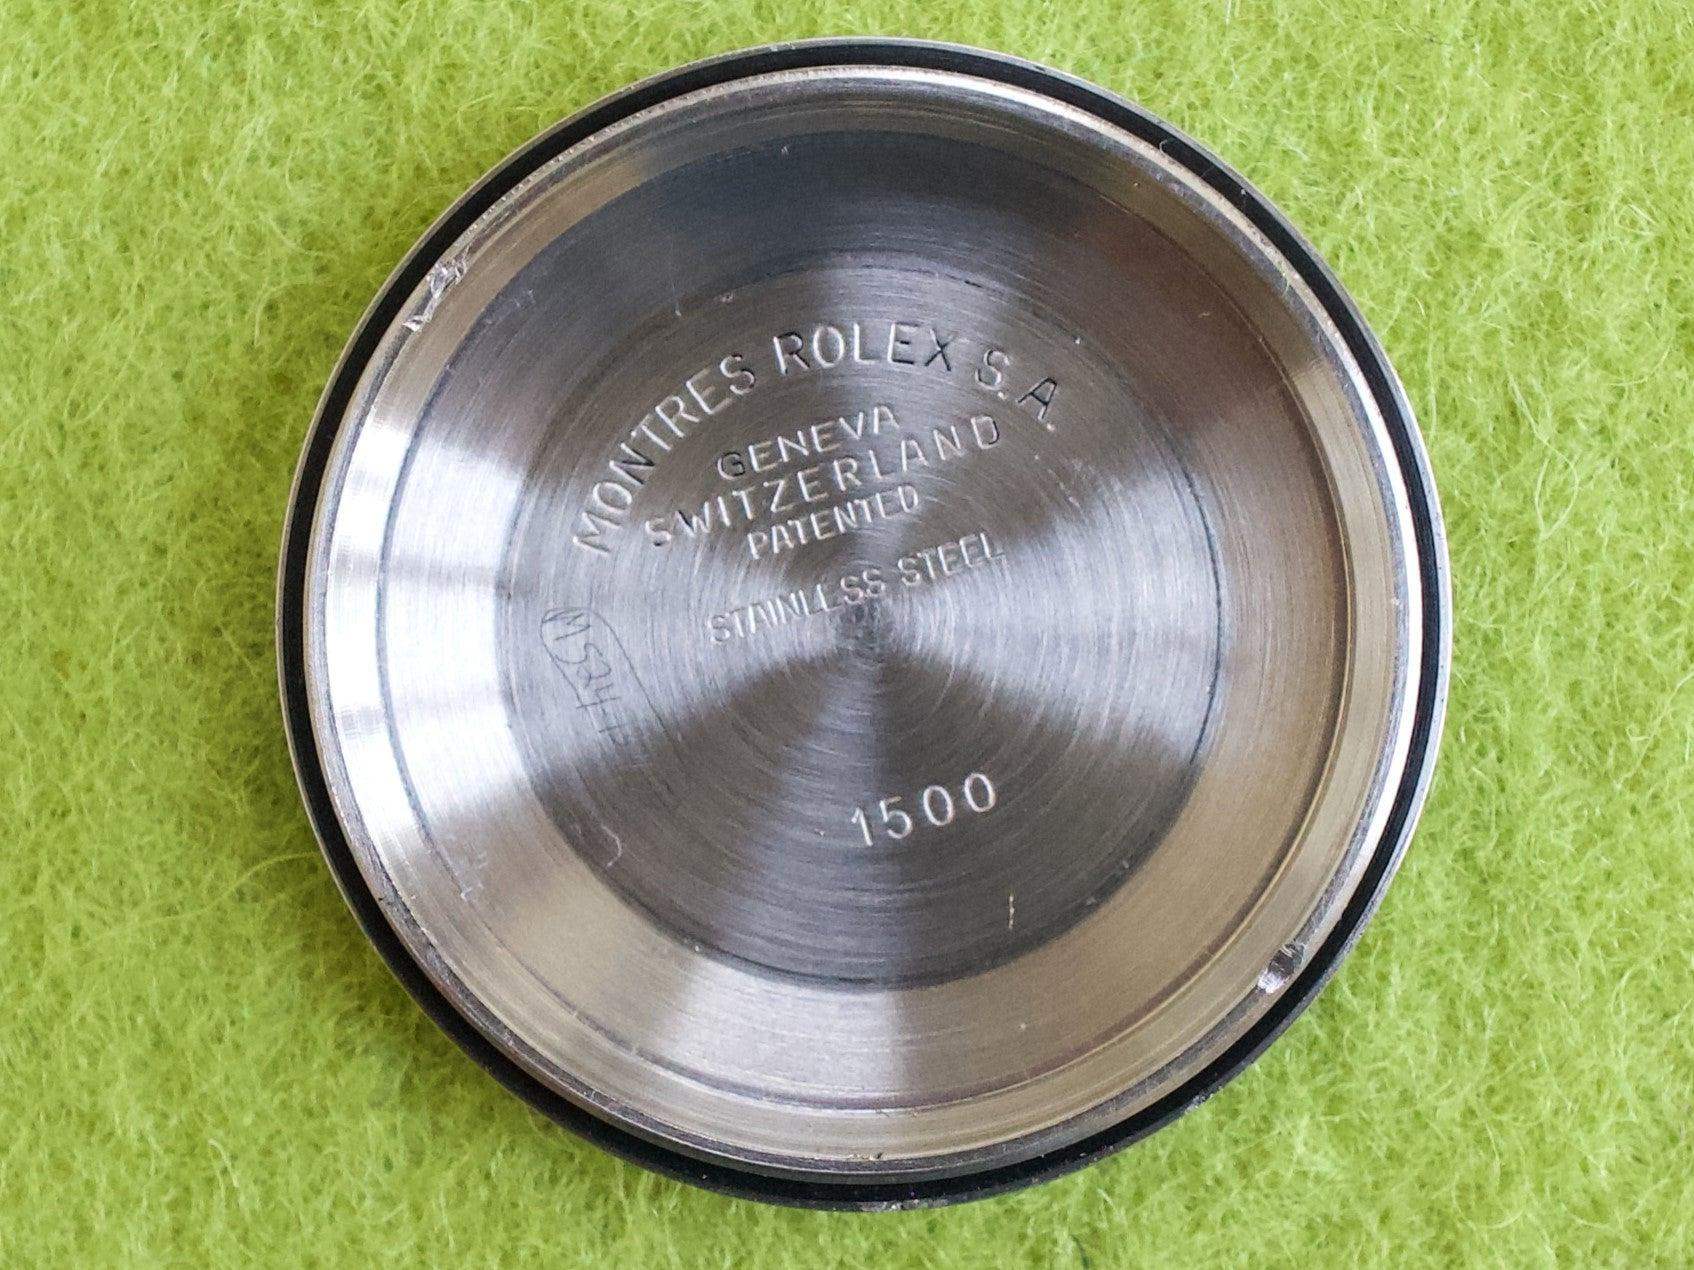 MONTRES ROLEX S.A.
GENEVA
SWITZERLAND
PATENTED
STAINLESS STEEL
1500